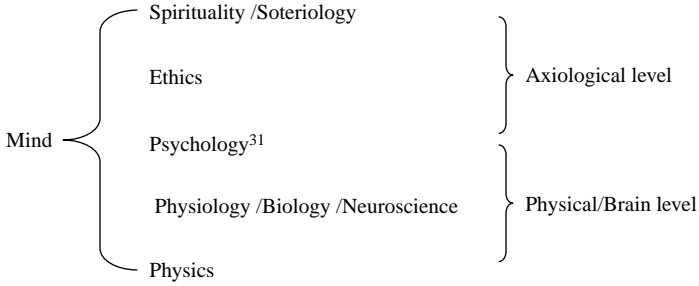 Spirituality /Soteriology
Axiological level
Ethics
Mind
Psychology31
Physiology /Biology /Neuroscience
Physical/Brain level
Physics